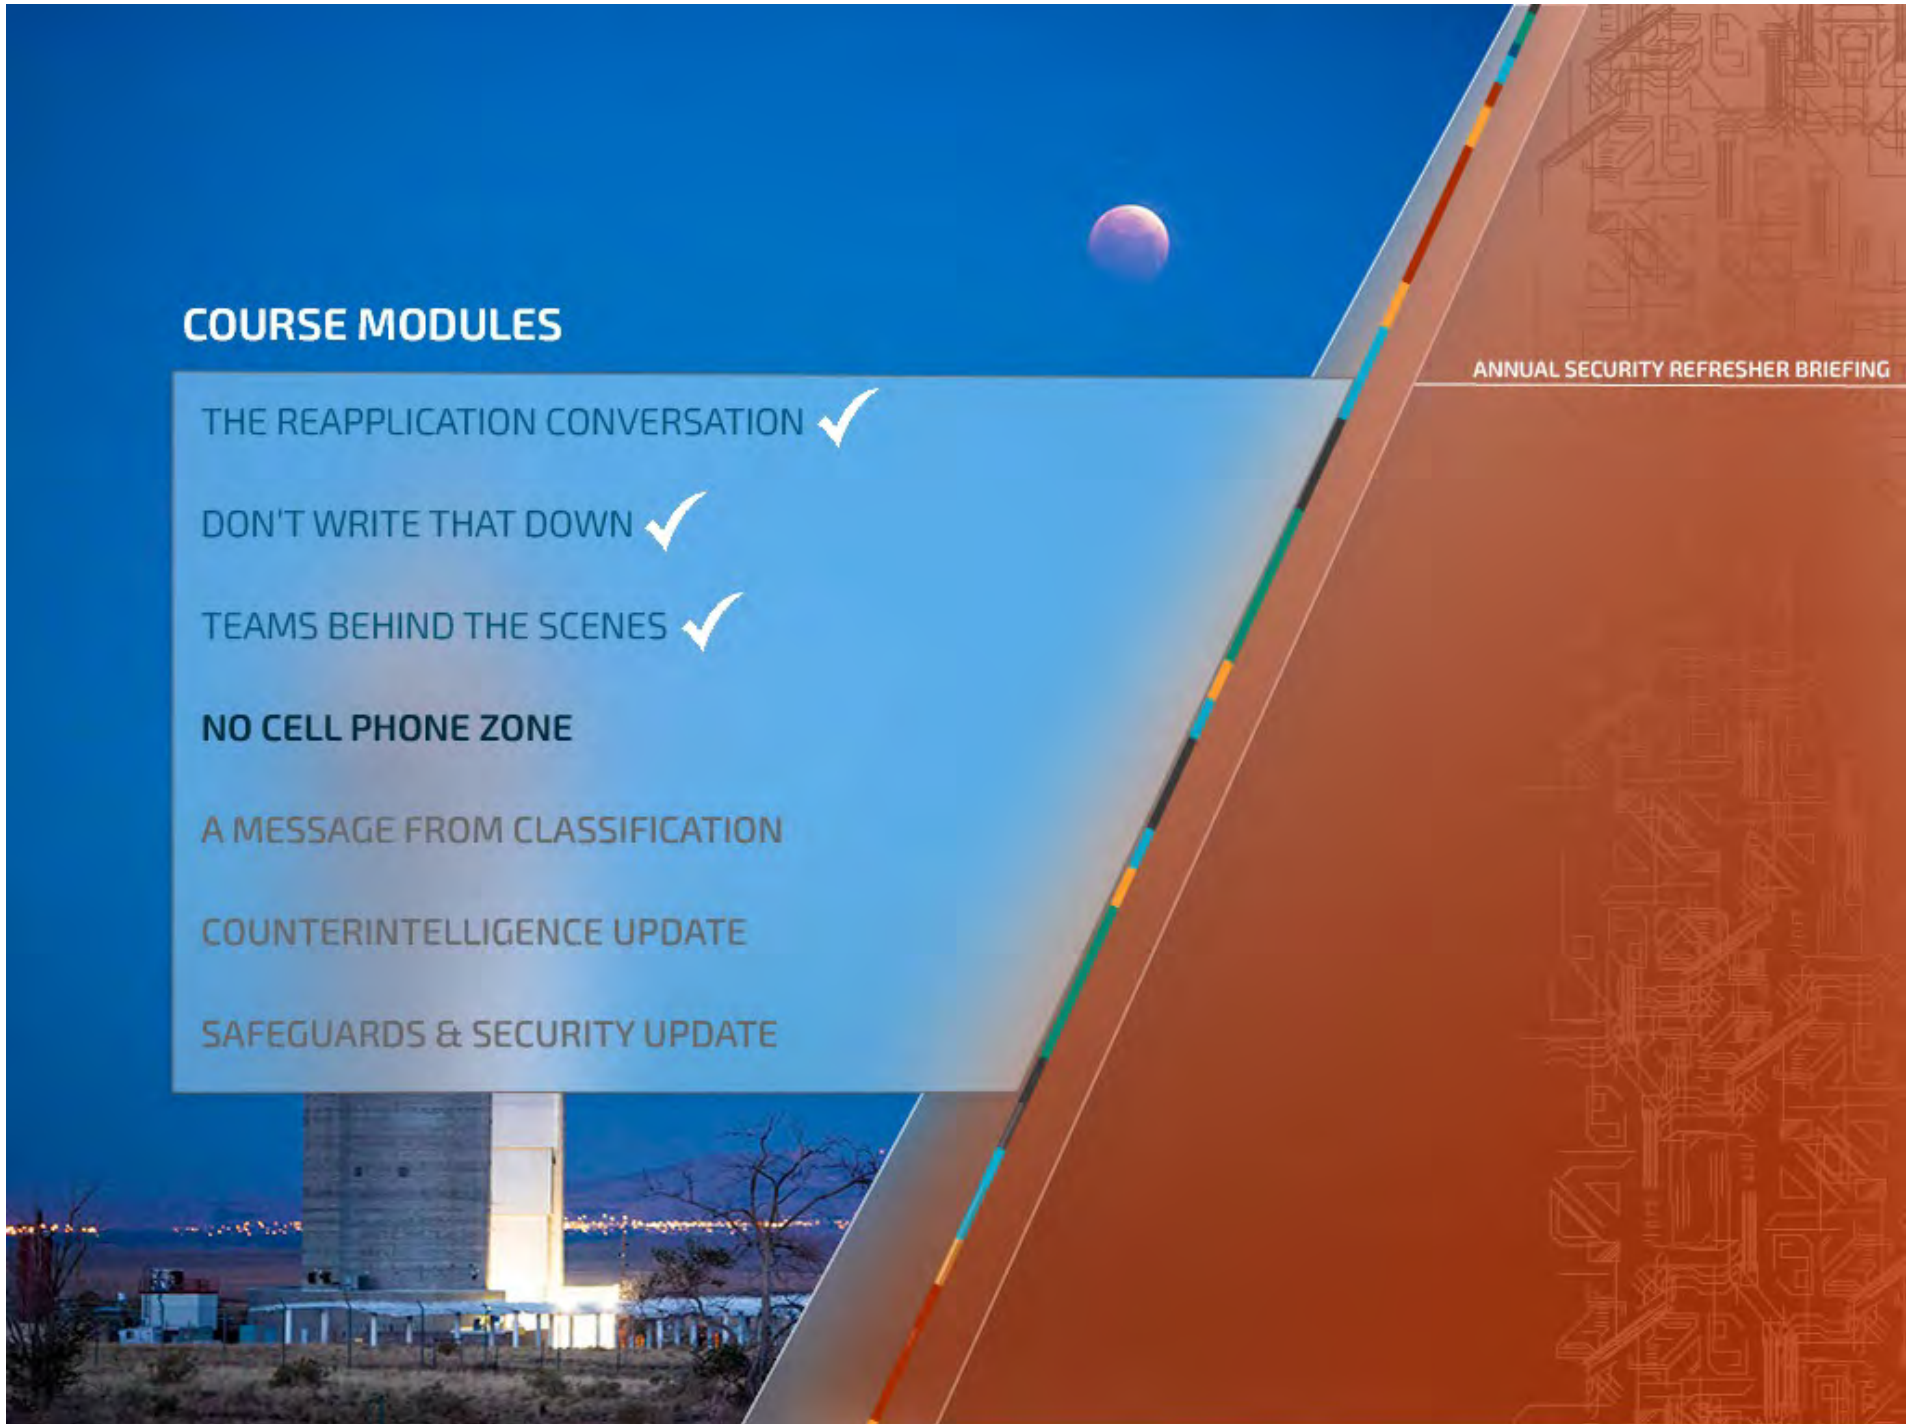 COURSE MODULES
ANNUAL SECURITY REFRESHER BRIEFING
THE REAPPLICATION CONVERSATION
DON'T WRITE THAT DOWN
TEAMS BEHIND THE SCENES
NO CELL PHONE ZONE
A MESSAGE FROM CLASSIFICATION
COUNTERINTELLIGENCE UPDATE
SAFEGUARDS & SECURITY UPDATE